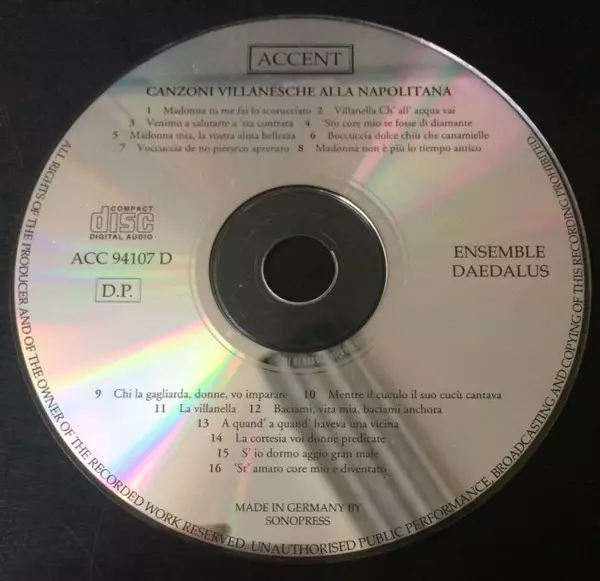 ACCENT
CANZONI VILLANESCHE ALLA NAPOLITANA
1 Madonna tu me fai lo scorucciato 2 Villanella Ch' all' acqua vai
3 Venimo a salutarte a 'sta contrata 4 'Sto core mio se fosse di diamante
5 Madonna mia, la vostra alma bellezza 6 Boccuccia dolce chiù che canamielle
7 Voccuccia de no persecо apreturo 8 Madonna non è più lo tiempo antico
COMPACT
disc
DIGITAL AUDIO
ACC 94107 D
D.P.
ENSEMBLE
DAEDALUS
9 Chi la gagliarda, donne, vo imparare 10 Mentre il cuculo il suo cucù cantava
11 La villanella 12 Baciami, vita mia, baciami anchora
13 A quand' a quand' haveva una vicina
14 La cortesia voi donne predicate
15 S' io dormo aggio gran male
16 'St' amaro core mio è diventato
MADE IN GERMANY BY
SONOPRESS
ALL RIGHTS OF THE PRODUCER AND OF THE OWNER OF THE RECORDED WORK RESERVED. UNAUTHORISED PUBLIC PERFORMANCE, BROADCASTING AND COPYING OF THIS RECORDING PROHIBITED.